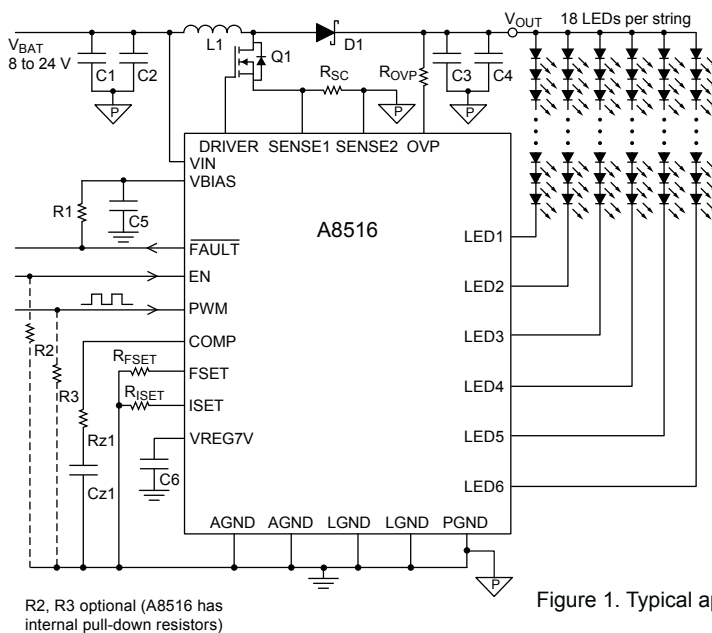 VOUT 18 LEDs per string
VBAT
8 to 24 V
L1
D1
Q1
C1
C2
RSC
ROVP
C3
C4
P
P
P
DRIVER SENSE1 SENSE2 OVP
VIN
VBIAS
R1
C5
A8516
FAULT
LED1
EN
LED2
PWM
LED3
R2
COMP
RFSET
FSET
R3
RISET
ISET
LED4
Rz1
VREG7V
LED5
Cz1
C6
LED6
AGND AGND LGND LGND PGND
P
R2, R3 optional (A8516 has
internal pull-down resistors)
Figure 1. Typical ap